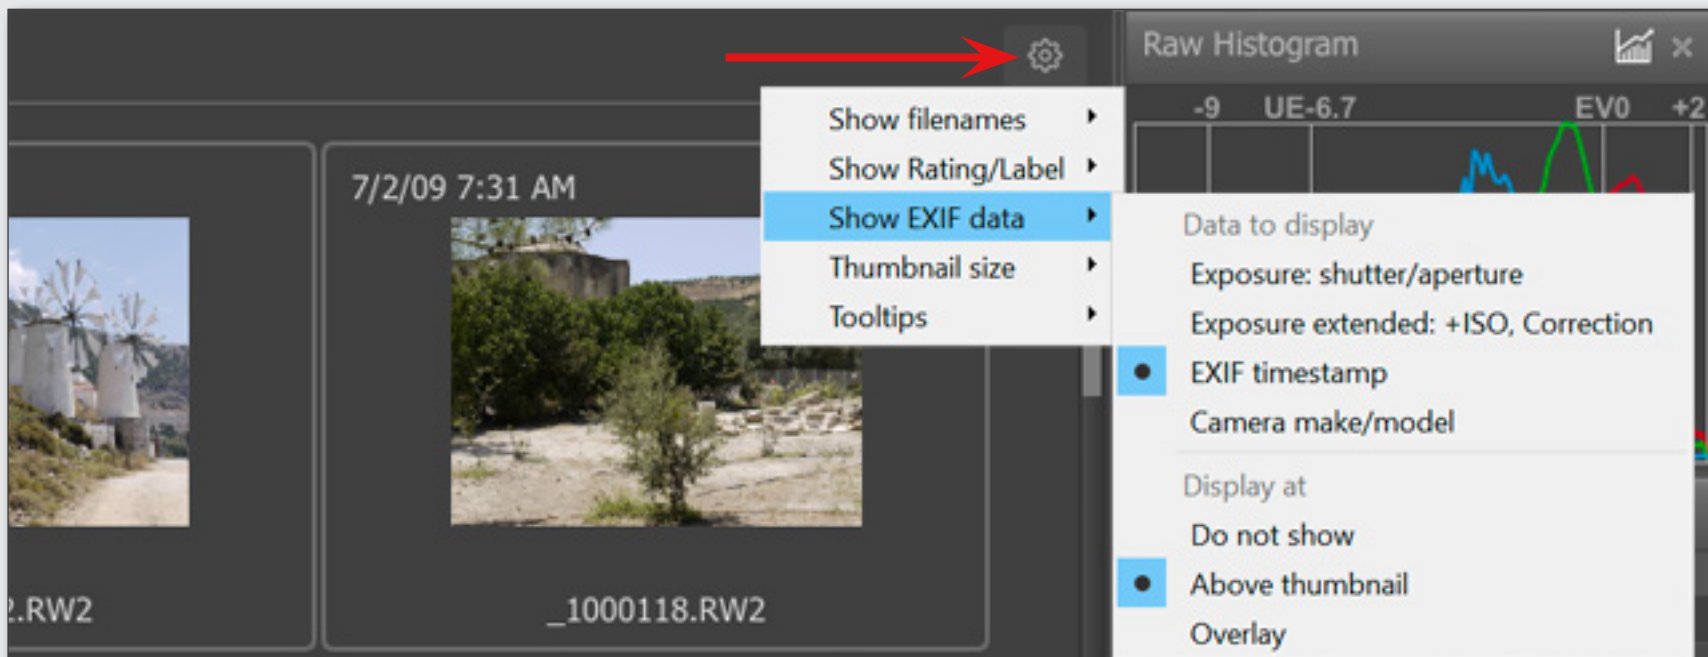 Raw Histogram
-9 UE-6.7 EV0 +2
7/2/09 7:31 AM
Show filenames
Show Rating/Label
Show EXIF data
Thumbnail size
Tooltips
Data to display
Exposure: shutter/aperture
Exposure extended: +ISO, Correction
EXIF timestamp
Camera make/model
Display at
Do not show
Above thumbnail
Overlay
.RW2
_1000118.RW2